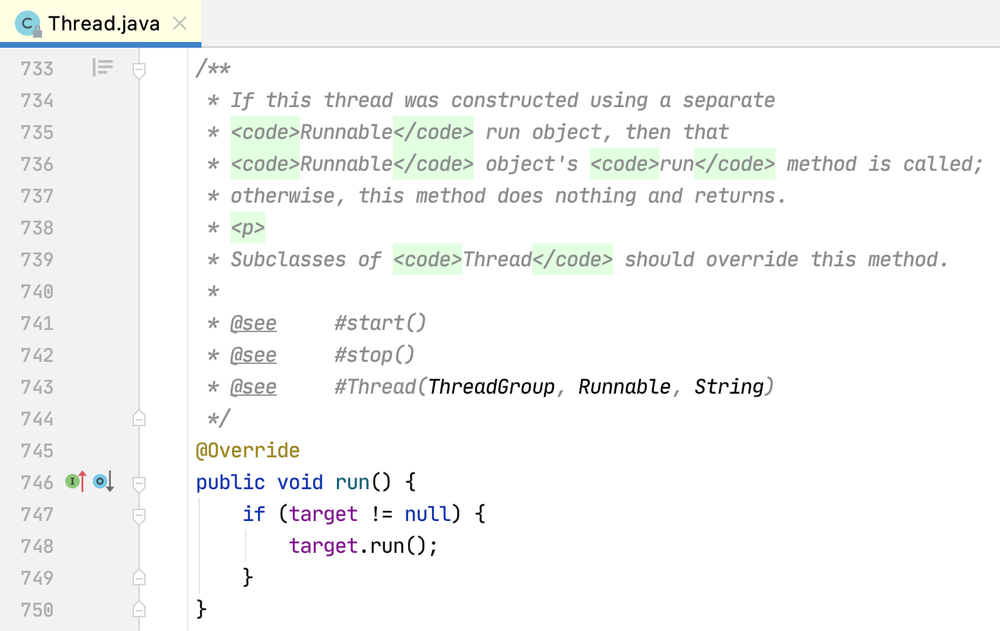 Thread.java
733 /**
734 * If this thread was constructed using a separate
735 * <code>Runnable</code> run object, then that
736 * <code>Runnable</code> object's <code>run</code> method is called;
737 * otherwise, this method does nothing and returns.
738 * <p>
739 * Subclasses of <code>Thread</code> should override this method.
740 *
741 * @see     #start()
742 * @see     #stop()
743 * @see     #Thread(ThreadGroup, Runnable, String)
744 */
745 @Override
746 public void run() {
747     if (target != null) {
748         target.run();
749     }
750 }